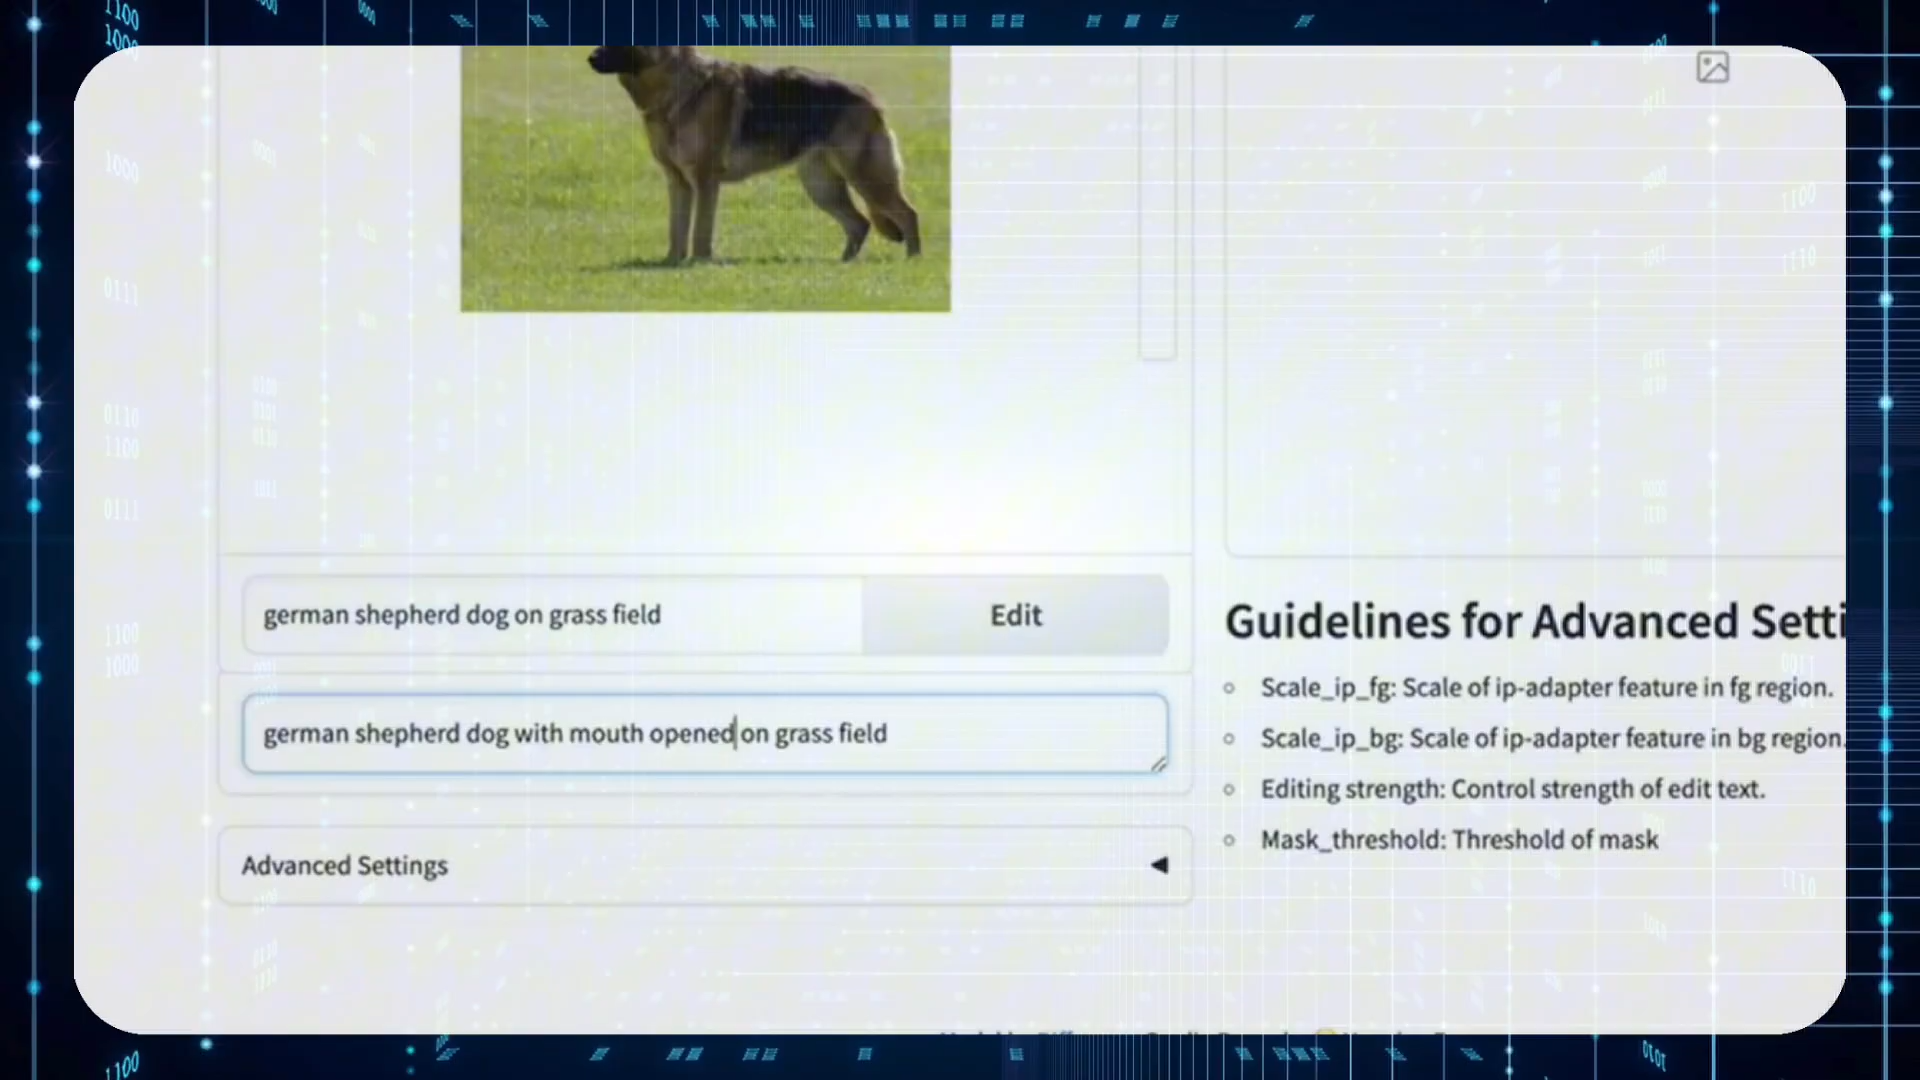 german shepherd dog on grass field
Edit
german shepherd dog with mouth opened on grass field
Advanced Settings
Guidelines for Advanced Setti
Scale_ip_fg: Scale of ip-adapter feature in fg region.
Scale_ip_bg: Scale of ip-adapter feature in bg region.
Editing strength: Control strength of edit text.
Mask_threshold: Threshold of mask